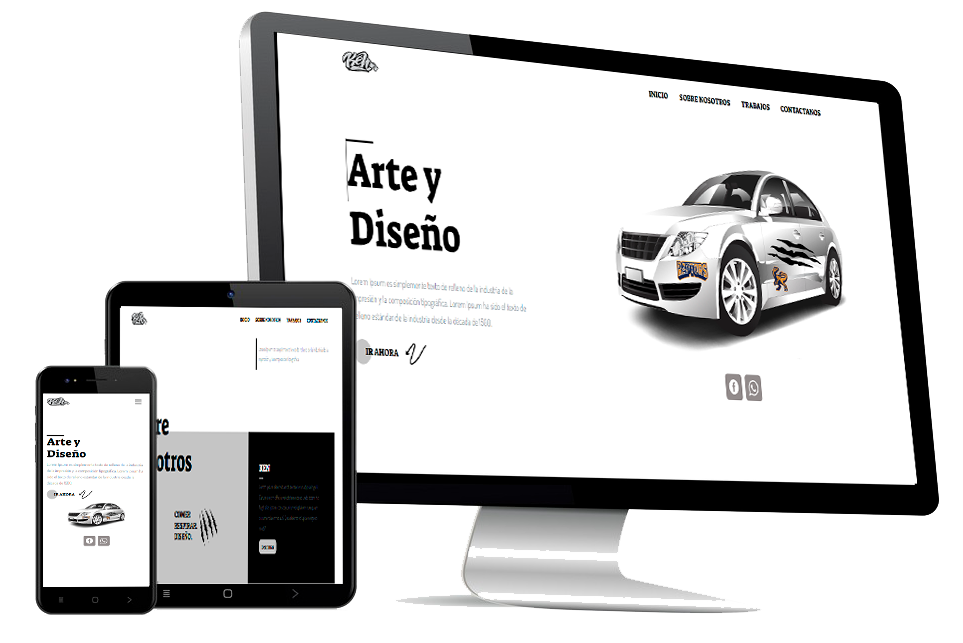 INICIO SOBRE NOSOTROS TRABAJOS CONTACTANOS
Arte y
Diseño
Lorem Ipsum es simplemente texto de relleno de la industria de la
impresión y la composición tipográfica. Lorem Ipsum ha sido el texto de
relleno estándar de la industria desde la década de 1500.
IR AHORA
INICIO SOBRE NOSOTROS TRABAJOS CONTACTANOS
re
otros
COMER
RESPIRAR
DISEÑO.
Arte y
Diseño
IR AHORA